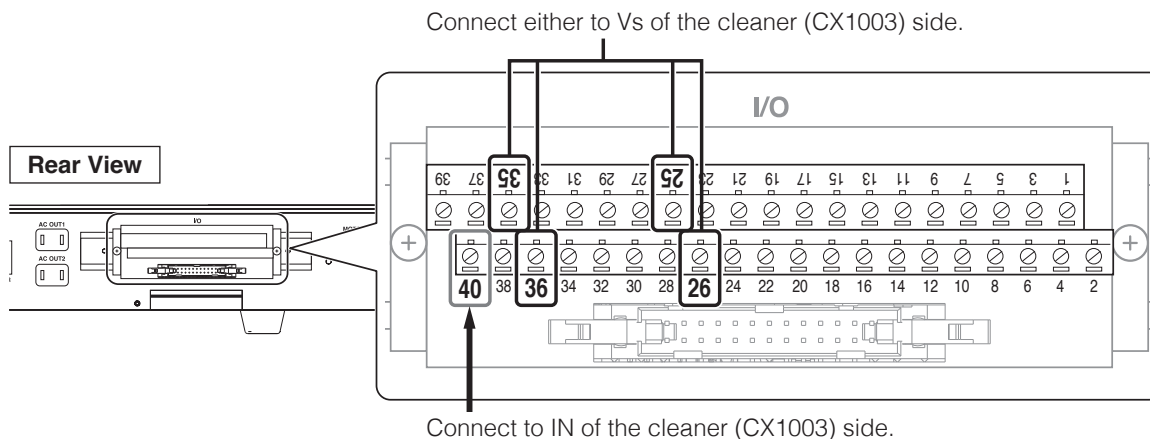 Connect either to Vs of the cleaner (CX1003) side.
I/O
Rear View
39 37 35 33 31 29 27 25 23 21 19 17 15 13 11 9 7 5 3 1
AC OUT1
I/O
AC OUT2
40 38 36 34 32 30 28 26 24 22 20 18 16 14 12 10 8 6 4 2
Connect to IN of the cleaner (CX1003) side.